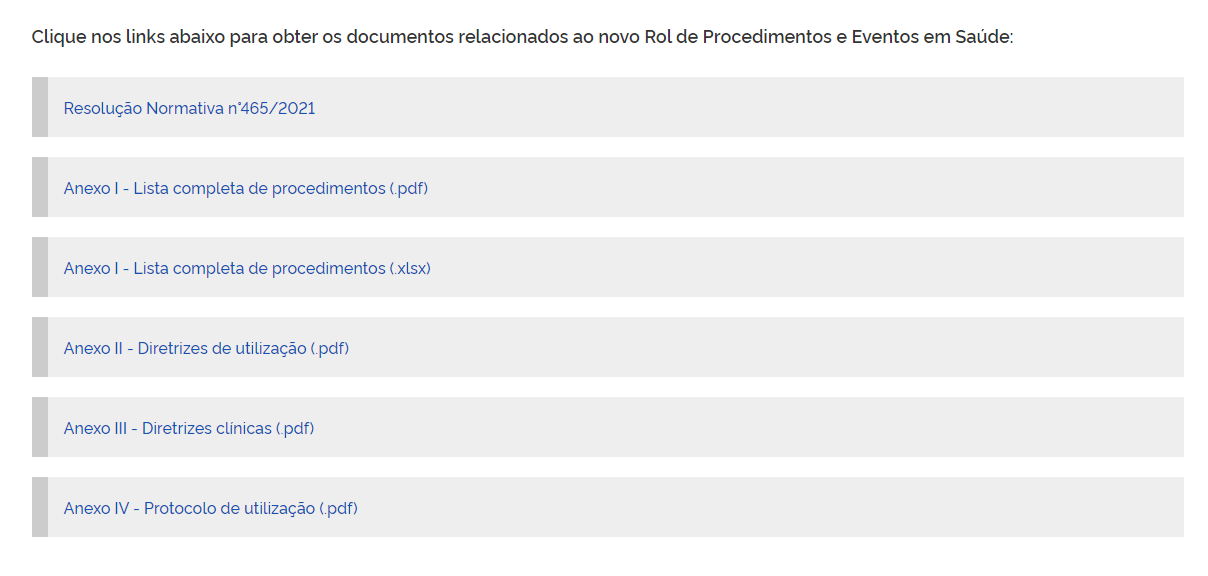 Clique nos links abaixo para obter os documentos relacionados ao novo Rol de Procedimentos e Eventos em Saúde:
Resolução Normativa n°465/2021
Anexo I - Lista completa de procedimentos (.pdf)
Anexo I - Lista completa de procedimentos (.xlsx)
Anexo II - Diretrizes de utilização (.pdf)
Anexo III - Diretrizes clínicas (.pdf)
Anexo IV - Protocolo de utilização (.pdf)